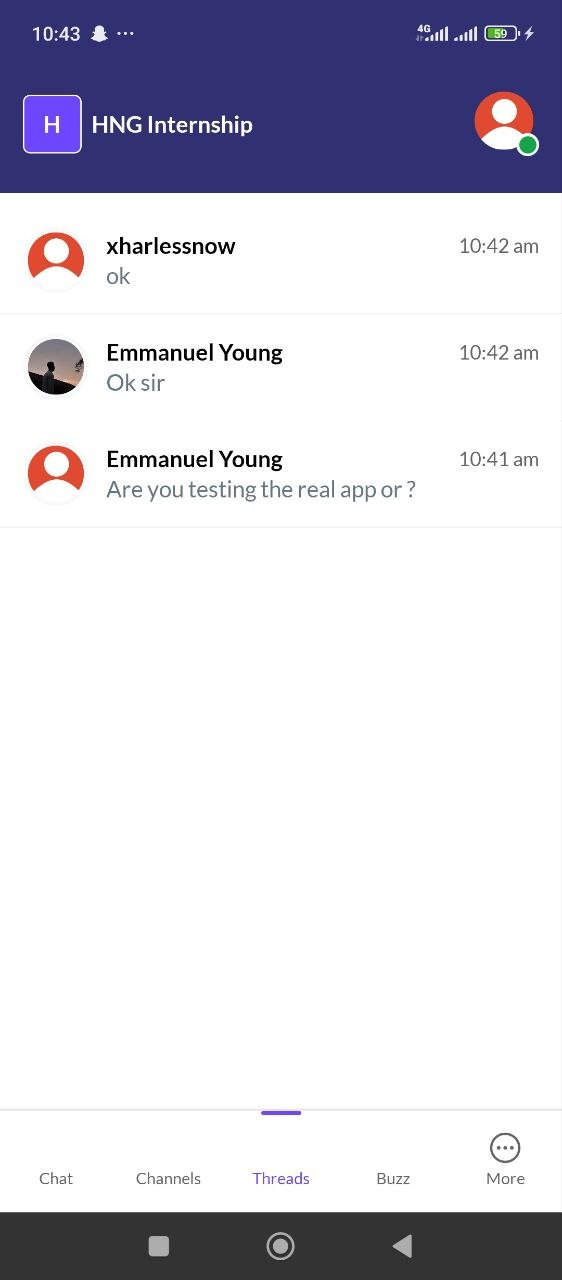 10:43
4G
59
H
HNG Internship
xharlessnow
10:42 am
ok
Emmanuel Young
10:42 am
Ok sir
Emmanuel Young
10:41 am
Are you testing the real app or ?
Chat
Channels
Threads
Buzz
More